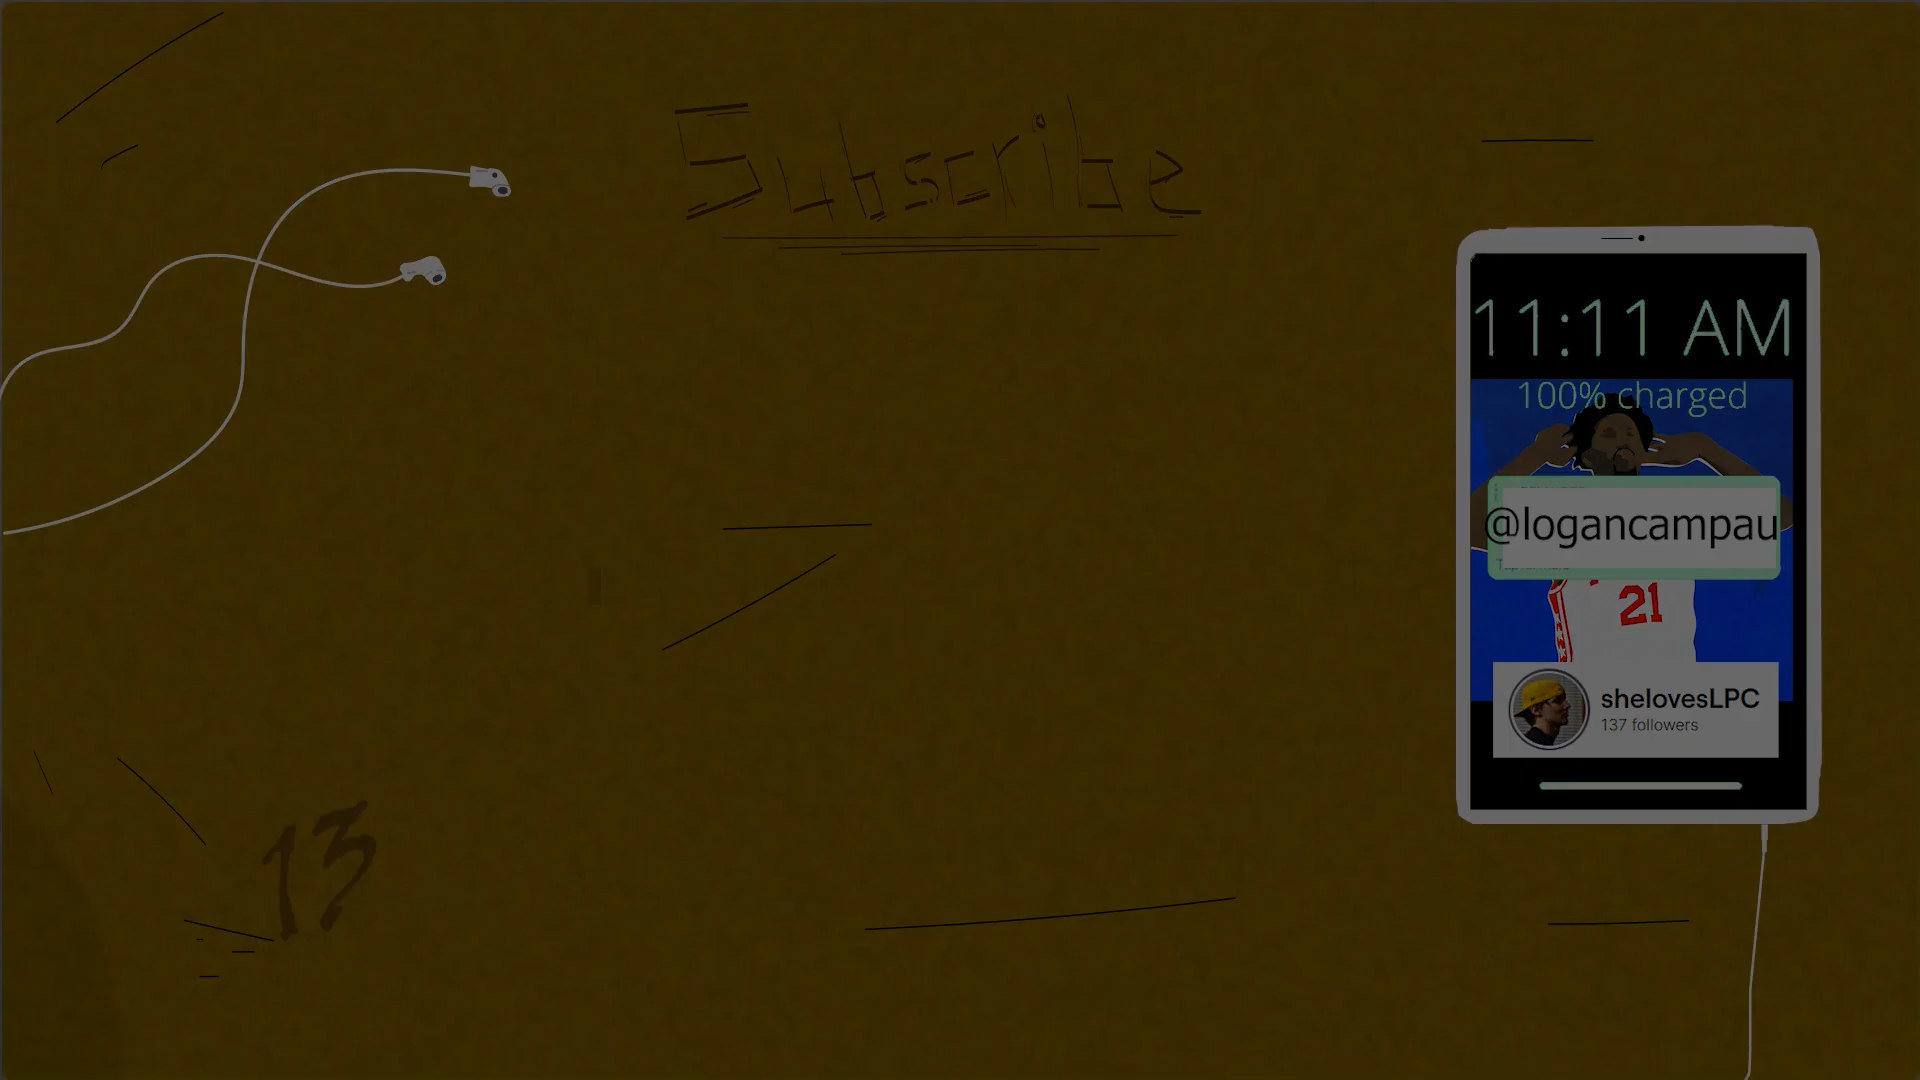 Subscribe
11:11 AM
100% charged
@logancampau
21
shelovesLPC
137 followers
13